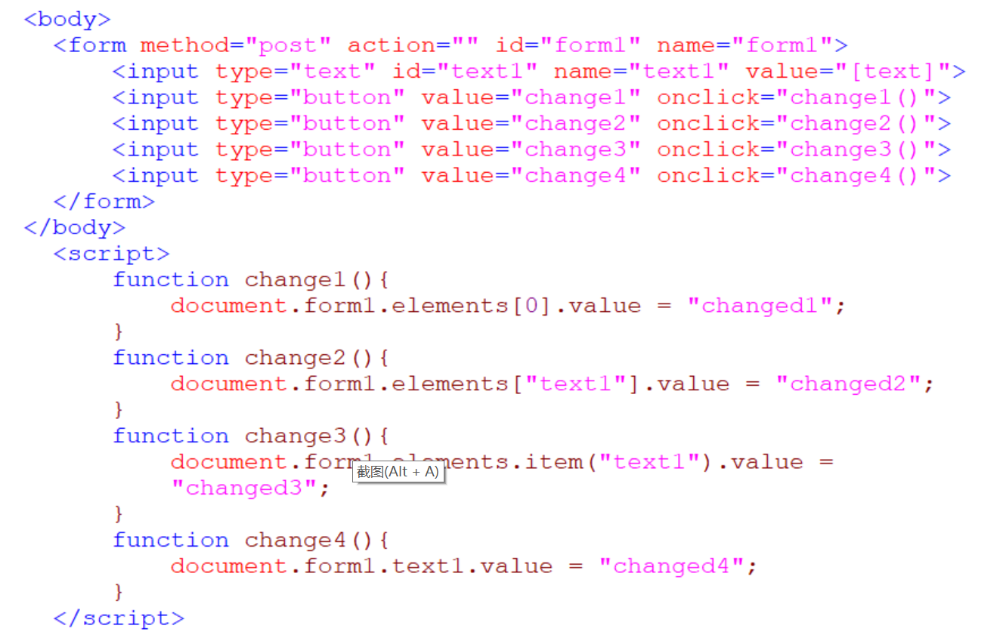 <body>
<form method="post" action="" id="form1" name="form1">
<input type="text" id="text1" name="text1" value="[text]">
<input type="button" value="change1" onclick="change1()">
<input type="button" value="change2" onclick="change2()">
<input type="button" value="change3" onclick="change3()">
<input type="button" value="change4" onclick="change4()">
</form>
</body>
<script>
function change1(){
document.form1.elements[0].value = "changed1";
}
function change2(){
document.form1.elements["text1"].value = "changed2";
}
function change3(){
document.form1.elements.item("text1").value =
截图(Alt + A)
"changed3";
}
function change4(){
document.form1.text1.value = "changed4";
}
</script>